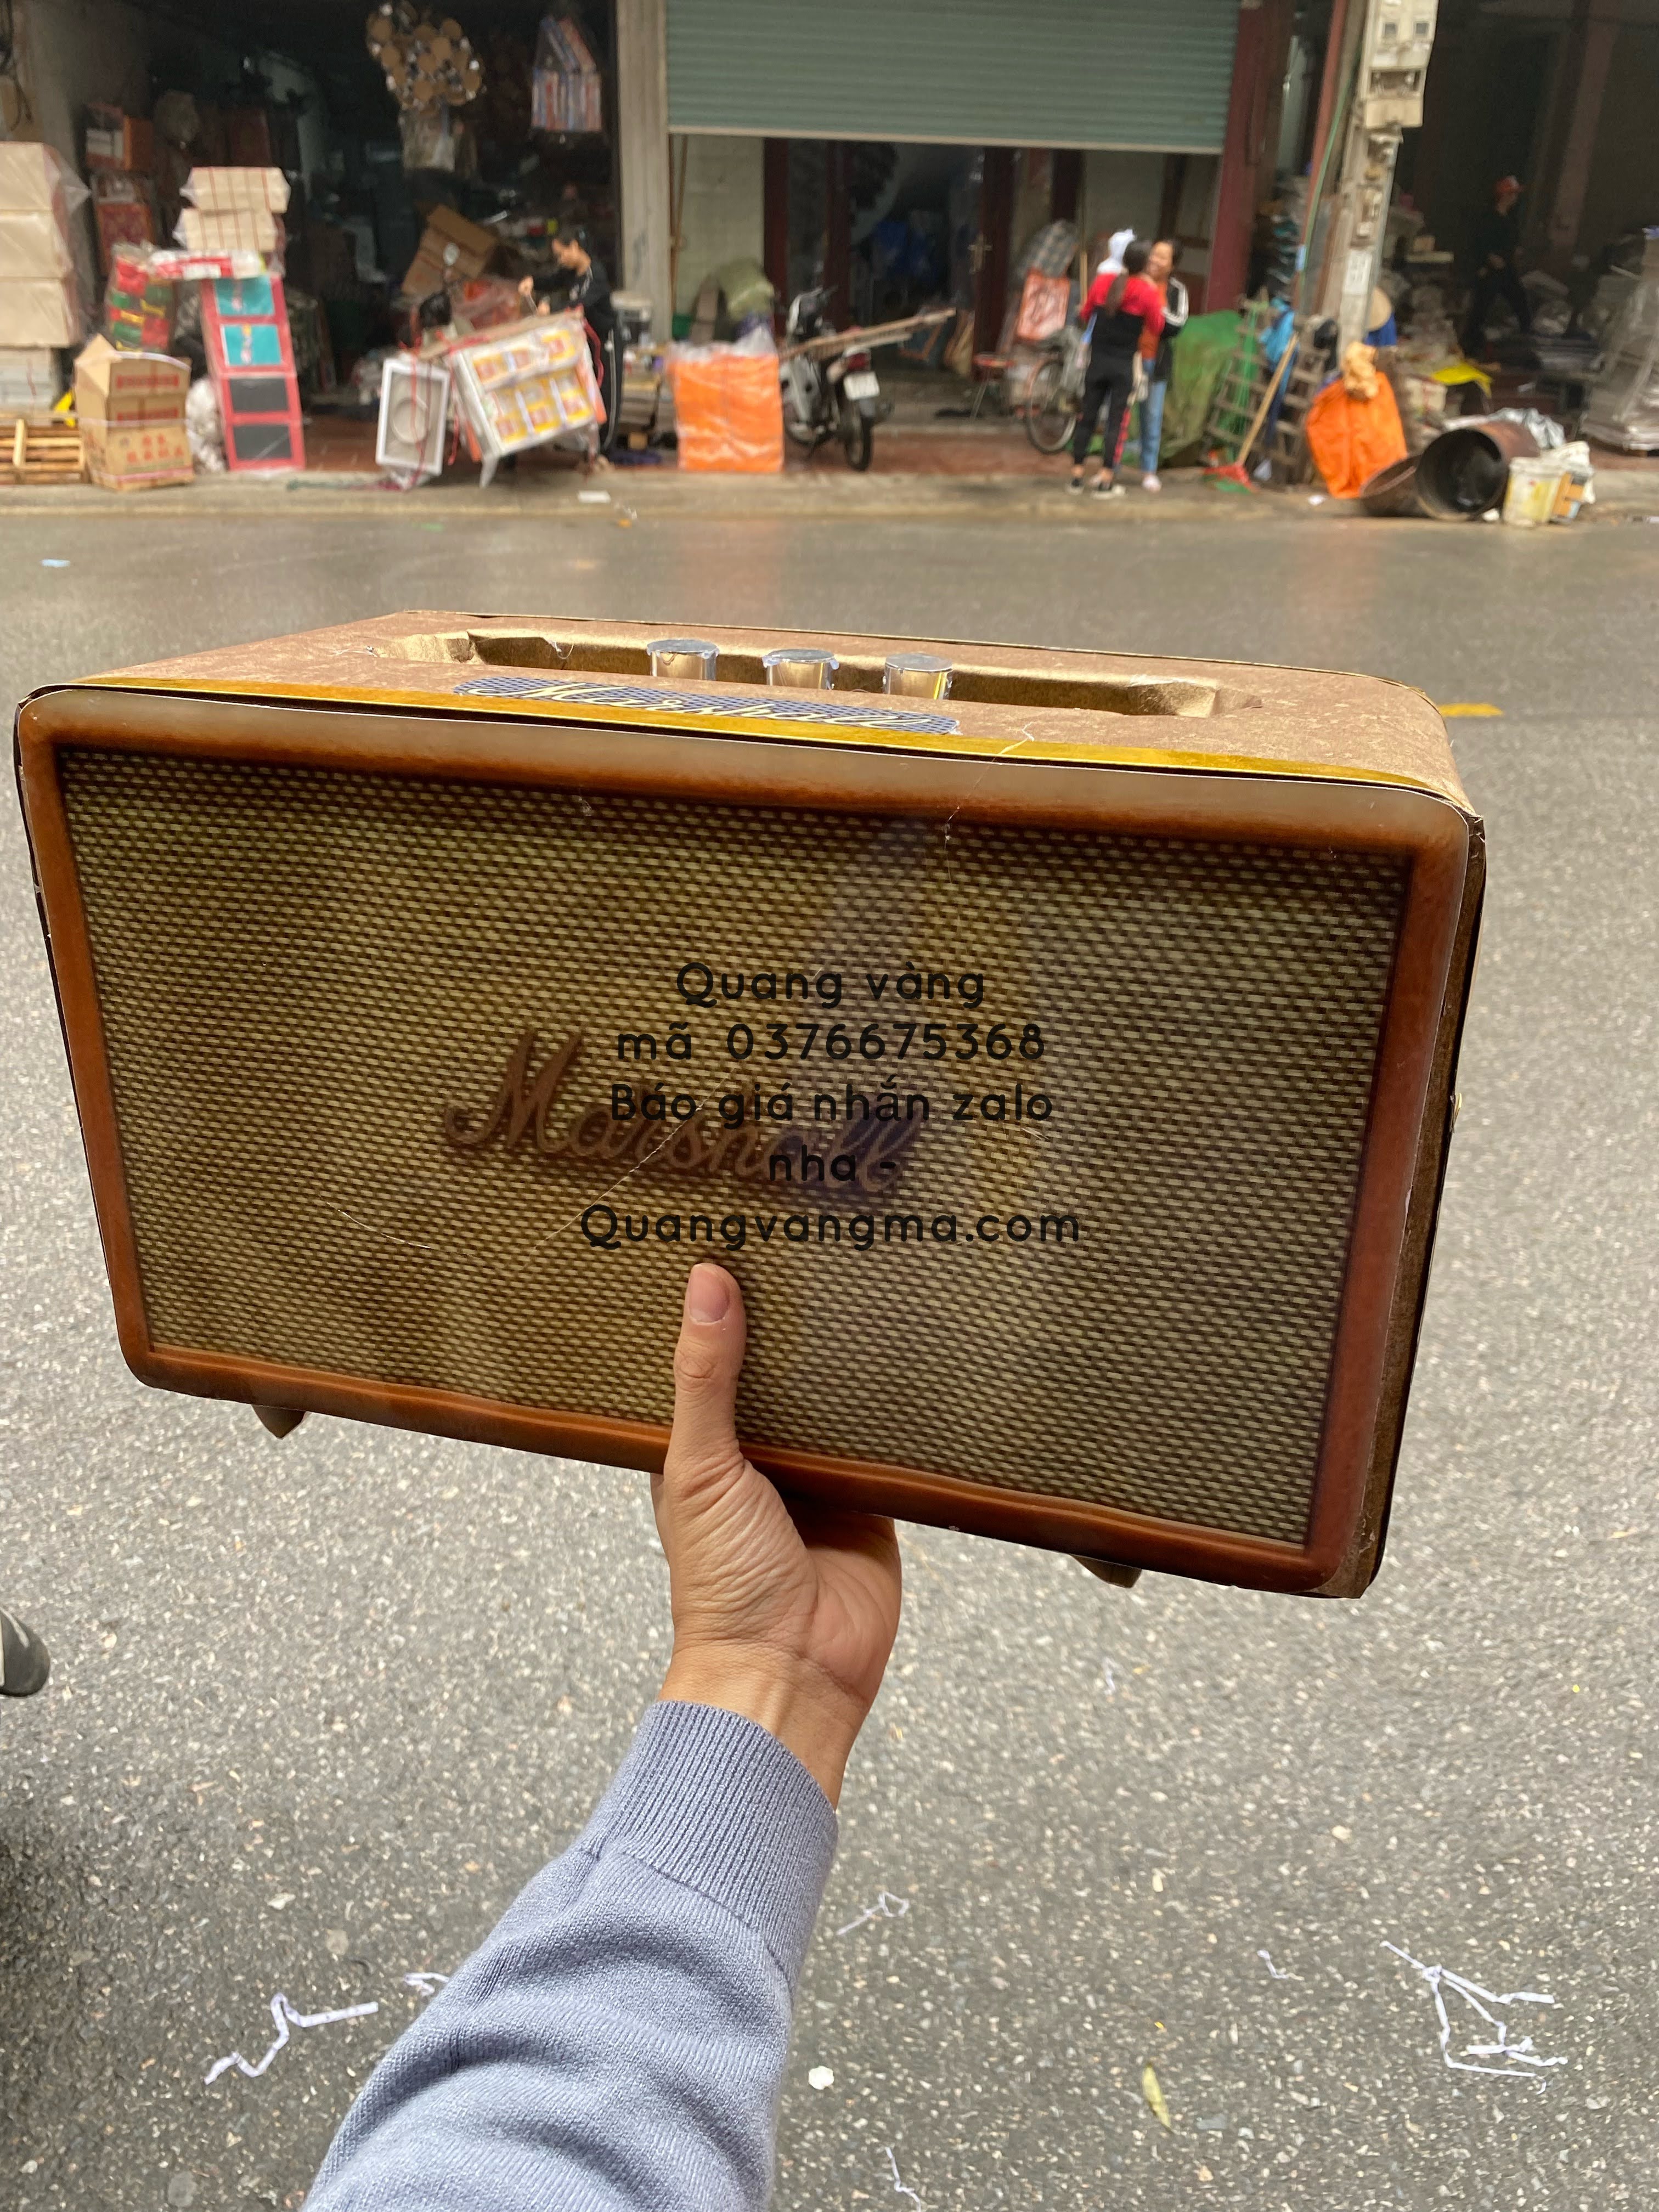 Marshall
Quang vàng
mã 0376675368
Báo giá nhắn zalo
nha -
Quangvangma.com
Marshall